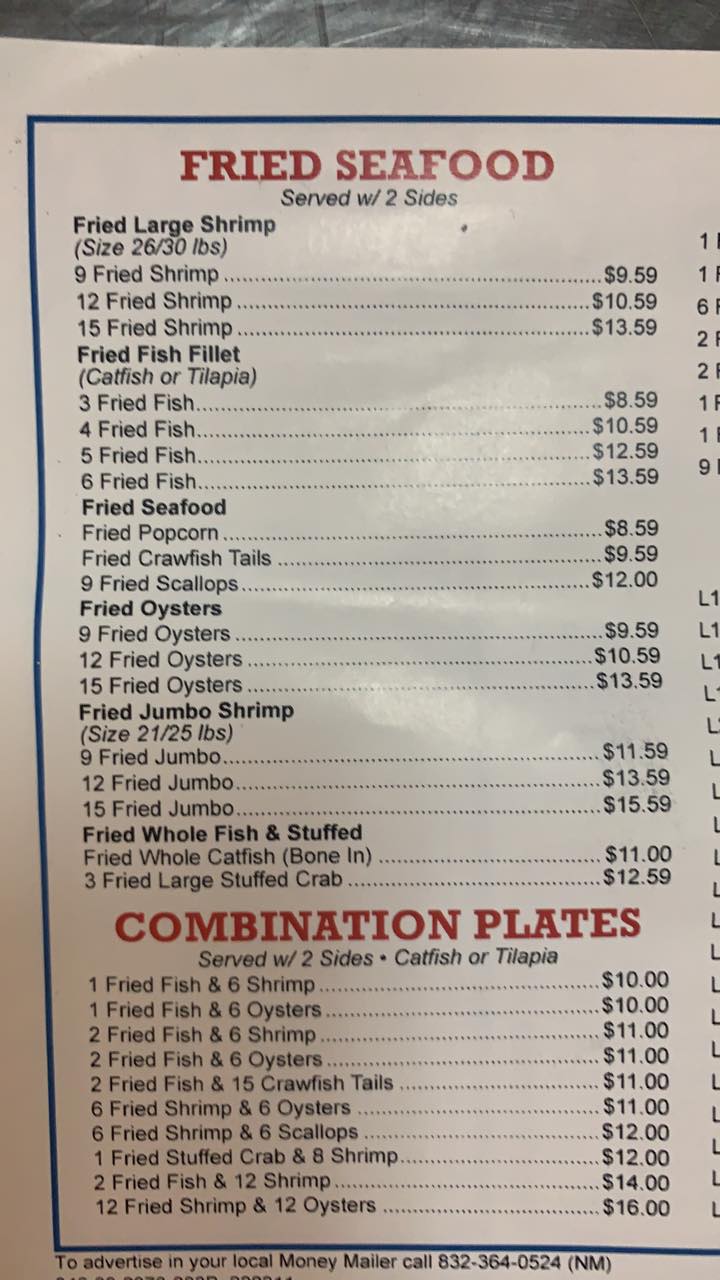 FRIED SEAFOOD
Served w/ 2 Sides
Fried Large Shrimp
(Size 26/30 lbs)
9 Fried Shrimp $9.59
12 Fried Shrimp $10.59
15 Fried Shrimp $13.59
Fried Fish Fillet
(Catfish or Tilapia)
3 Fried Fish $8.59
4 Fried Fish $10.59
5 Fried Fish $12.59
6 Fried Fish $13.59
Fried Seafood
Fried Popcorn $8.59
Fried Crawfish Tails $9.59
9 Fried Scallops $12.00
Fried Oysters
9 Fried Oysters $9.59
12 Fried Oysters $10.59
15 Fried Oysters $13.59
Fried Jumbo Shrimp
(Size 21/25 lbs)
9 Fried Jumbo $11.59
12 Fried Jumbo $13.59
15 Fried Jumbo $15.59
Fried Whole Fish & Stuffed
Fried Whole Catfish (Bone In) $11.00
3 Fried Large Stuffed Crab $12.59
COMBINATION PLATES
Served w/ 2 Sides • Catfish or Tilapia
1 Fried Fish & 6 Shrimp $10.00
1 Fried Fish & 6 Oysters $10.00
2 Fried Fish & 6 Shrimp $11.00
2 Fried Fish & 6 Oysters $11.00
2 Fried Fish & 15 Crawfish Tails $11.00
6 Fried Shrimp & 6 Oysters $11.00
6 Fried Shrimp & 6 Scallops $12.00
1 Fried Stuffed Crab & 8 Shrimp $12.00
2 Fried Fish & 12 Shrimp $14.00
12 Fried Shrimp & 12 Oysters $16.00
To advertise in your local Money Mailer call 832-364-0524 (NM)